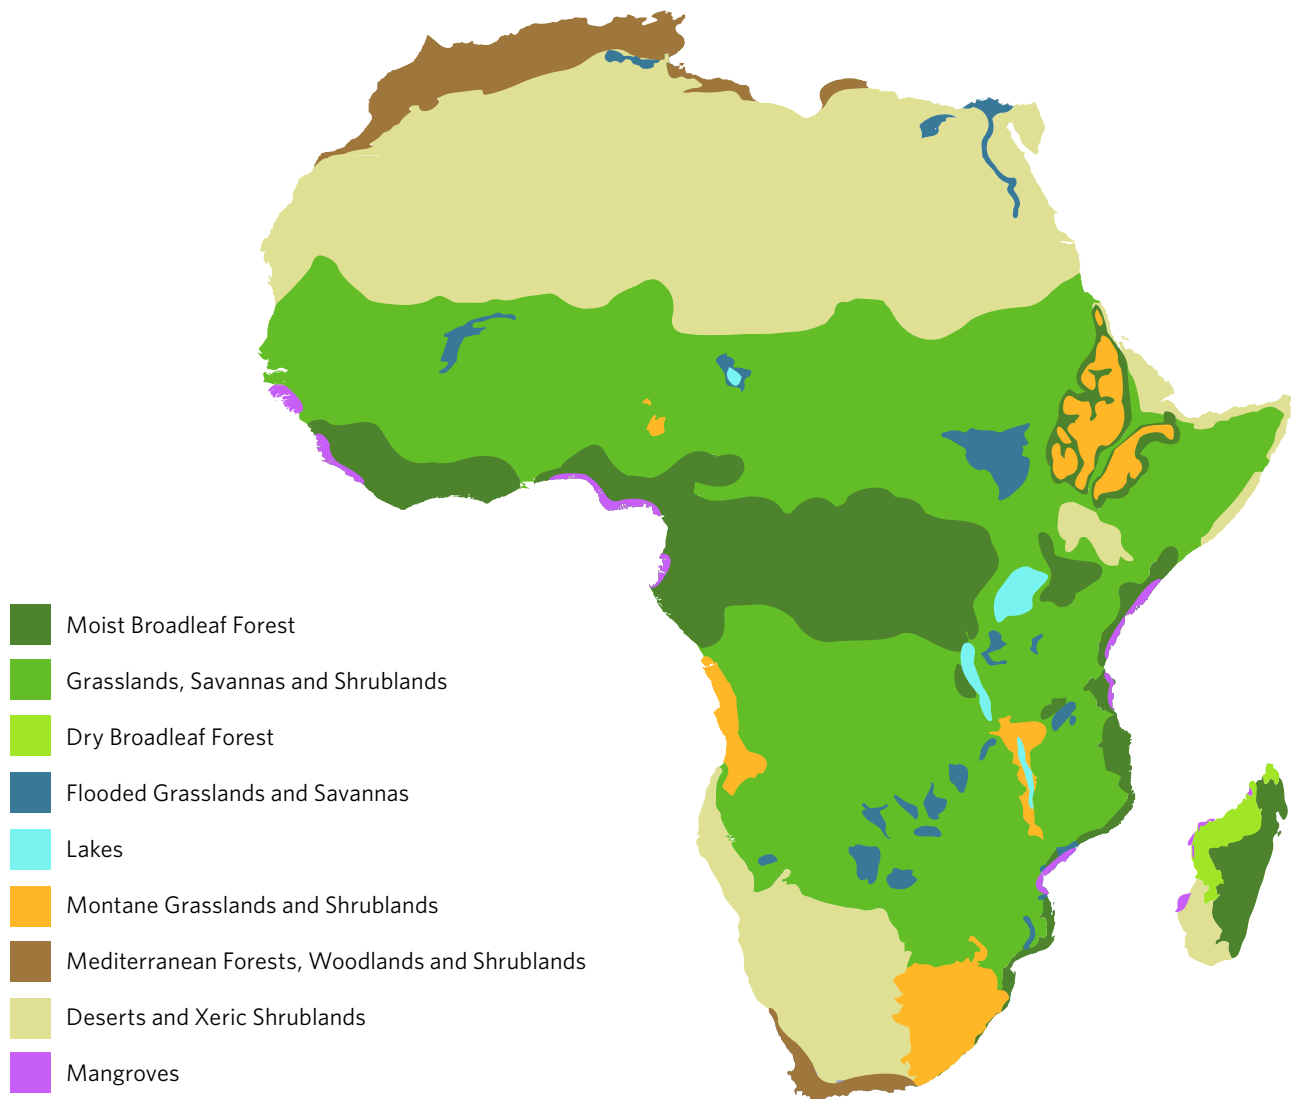 Moist Broadleaf Forest
Grasslands, Savannas and Shrublands
Dry Broadleaf Forest
Flooded Grasslands and Savannas
Lakes
Montane Grasslands and Shrublands
Mediterranean Forests, Woodlands and Shrublands
Deserts and Xeric Shrublands
Mangroves